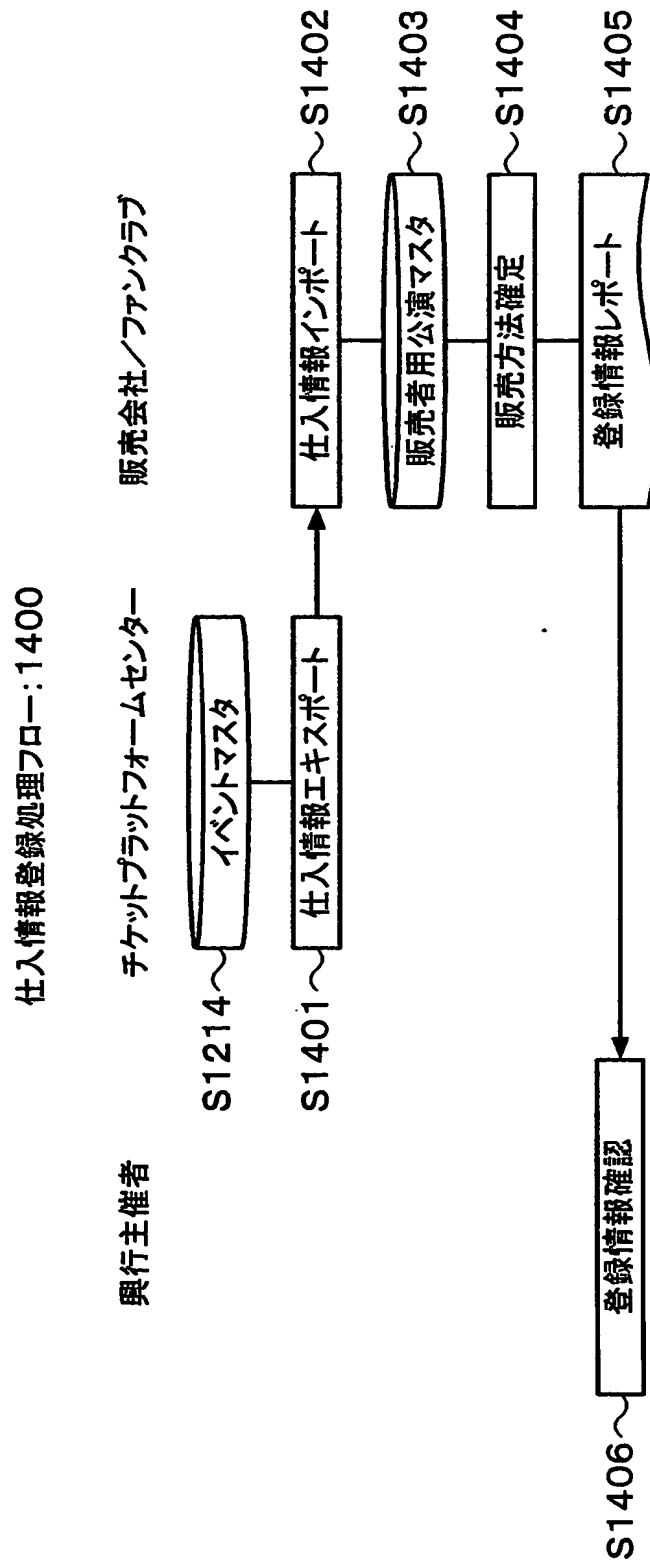 仕入情報登録処理フロー:1400
興行主催者
チケットプラットフォームセンター
販売会社／ファンクラブ
S1214
イベントマスタ
S1401
仕入情報エキスポート
仕入情報インポート
S1402
販売者用公演マスタ
S1403
販売方法確定
S1404
登録情報レポート
S1405
S1406
登録情報確認